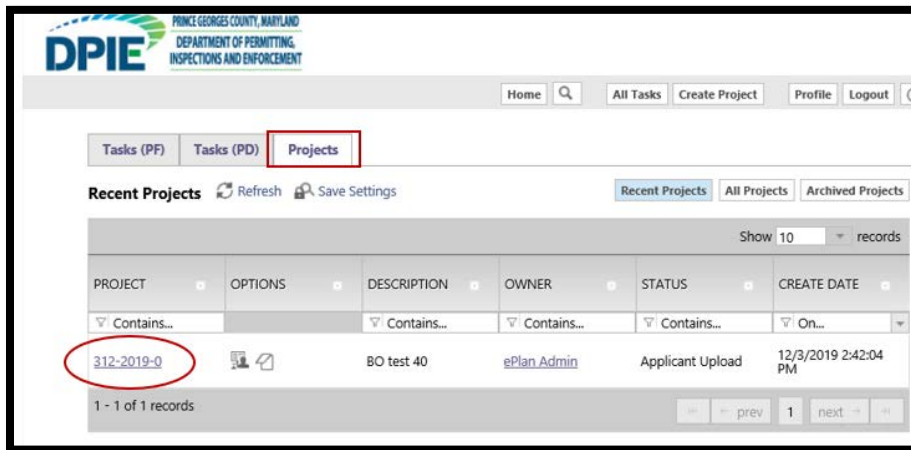 PRINCE GEORGES COUNTY, MARYLAND
DPIE DEPARTMENT OF PERMITTING,
INSPECTIONS AND ENFORCEMENT
Home All Tasks Create Project Profile Logout
Tasks (PF) Tasks (PD) Projects
Recent Projects Refresh Save Settings Recent Projects All Projects Archived Projects
Show 10 records
PROJECT OPTIONS DESCRIPTION OWNER STATUS CREATE DATE
Contains... Contains... Contains... Contains... On...
312-2019-0 BO test 40 ePlan Admin Applicant Upload 12/3/2019 2:42:04
PM
1 - 1 of 1 records prev 1 next